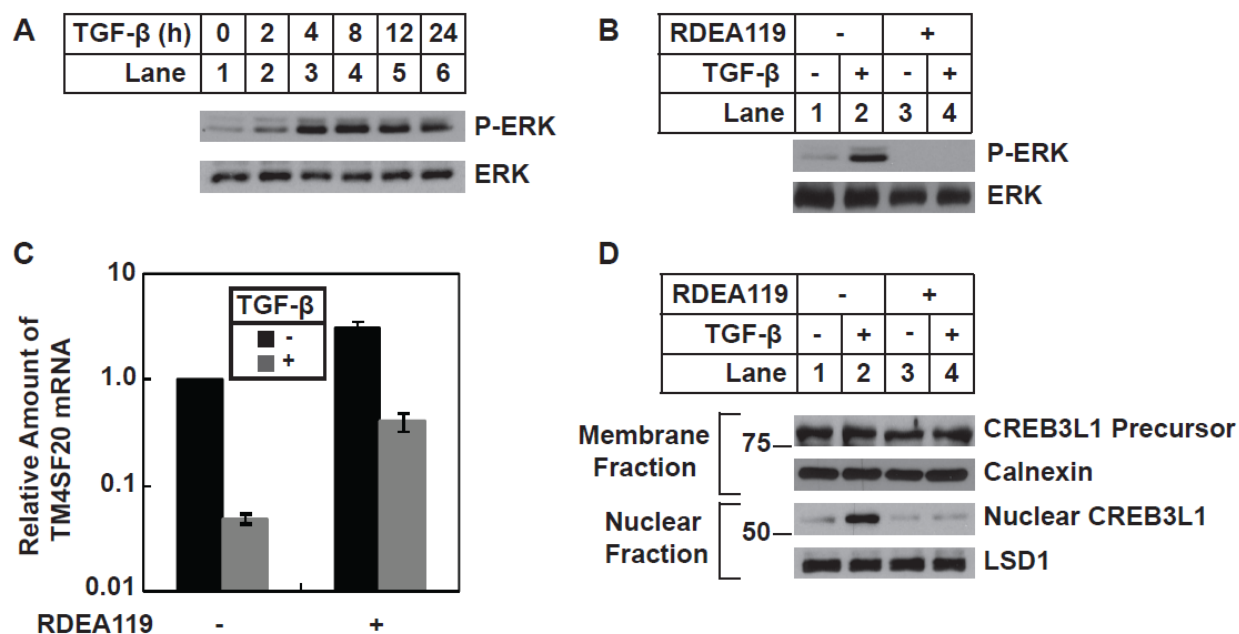 A
TGF-β (h) 0 2 4 8 12 24
Lane 1 2 3 4 5 6
P-ERK
ERK
B
RDEA119 - +
TGF-β - + - +
Lane 1 2 3 4
P-ERK
ERK
C
Relative Amount of
TM4SF20 mRNA
10
1.0
0.1
0.01
TGF-β
-
+
RDEA119 - +
D
RDEA119 - +
TGF-β - + - +
Lane 1 2 3 4
Membrane
Fraction
75
CREB3L1 Precursor
Calnexin
Nuclear
Fraction
50
Nuclear CREB3L1
LSD1